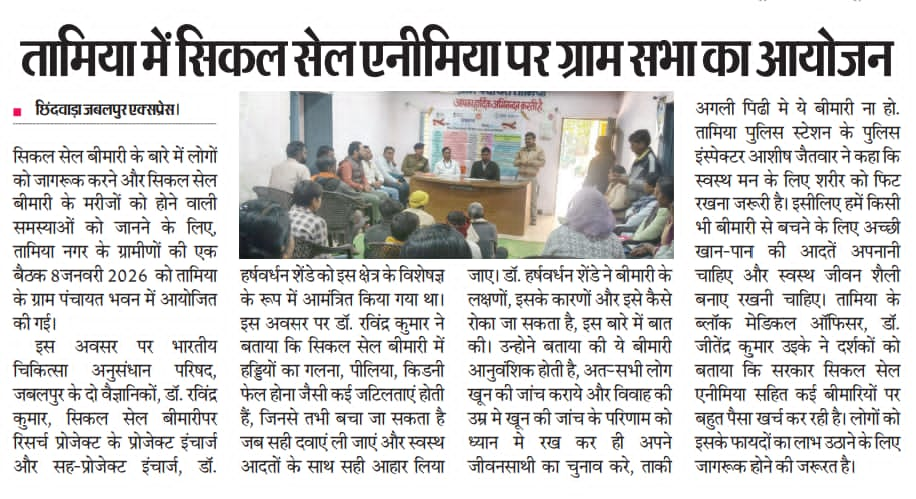 तामिया में सिकल सेल एनीमिया पर ग्राम सभा का आयोजन
छिंदवाड़ा जबलपुर एक्सप्रेस।
सिकल सेल बीमारी के बारे में लोगों
को जागरूक करने और सिकल सेल
बीमारी के मरीजों को होने वाली
समस्याओं को जानने के लिए,
तामिया नगर के ग्रामीणों की एक
बैठक 8जनवरी 2026 को तामिया
के ग्राम पंचायत भवन में आयोजित
की गई।
इस अवसर पर भारतीय
चिकित्सा अनुसंधान परिषद,
जबलपुर के दो वैज्ञानिकों, डॉ. रविंद्र
कुमार, सिकल सेल बीमारीपर
रिसर्च प्रोजेक्ट के प्रोजेक्ट इंचार्ज
और सह-प्रोजेक्ट इंचार्ज, डॉ.
आपका हार्दिक अभिनन्दन करती है
हर्षवर्धन शेंडे को इस क्षेत्र के विशेषज्ञ
के रूप में आमंत्रित किया गया था।
इस अवसर पर डॉ. रविंद्र कुमार ने
बताया कि सिकल सेल बीमारी में
हड्डियों का गलना, पीलिया, किडनी
फेल होना जैसी कई जटिलताएं होती
हैं, जिनसे तभी बचा जा सकता है
जब सही दवाएं ली जाएं और स्वस्थ
आदतों के साथ सही आहार लिया
जाए। डॉ. हर्षवर्धन शेंडे ने बीमारी के
लक्षणों, इसके कारणों और इसे कैसे
रोका जा सकता है, इस बारे में बात
की। उन्होने बताया की ये बीमारी
आनुवंशिक होती है, अतः-सभी लोग
खून की जांच कराये और विवाह की
उम्र मे खून की जांच के परिणाम को
ध्यान मे रख कर ही अपने
जीवनसाथी का चुनाव करे, ताकी
अगली पिढी मे ये बीमारी ना हो.
तामिया पुलिस स्टेशन के पुलिस
इंस्पेक्टर आशीष जैतवार ने कहा कि
स्वस्थ मन के लिए शरीर को फिट
रखना जरूरी है। इसीलिए हमें किसी
भी बीमारी से बचने के लिए अच्छी
खान-पान की आदतें अपनानी
चाहिए और स्वस्थ जीवन शैली
बनाए रखनी चाहिए। तामिया के
ब्लॉक मेडिकल ऑफिसर, डॉ.
जीतेंद्र कुमार उइके ने दर्शकों को
बताया कि सरकार सिकल सेल
एनीमिया सहित कई बीमारियों पर
बहुत पैसा खर्च कर रही है। लोगों को
इसके फायदों का लाभ उठाने के लिए
जागरूक होने की जरूरत है।